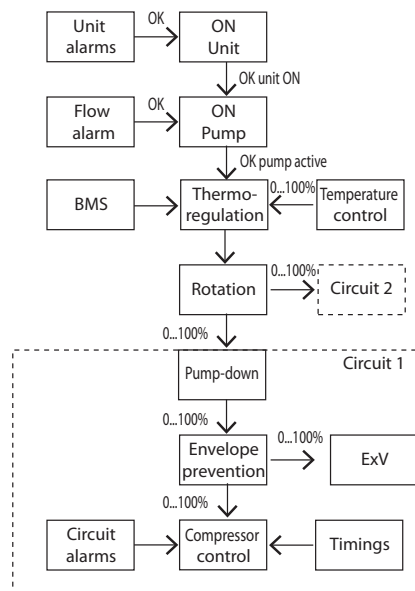 Unit
alarms
OK
ON
Unit
OK unit ON
Flow
alarm
OK
ON
Pump
OK pump active
BMS
Thermo-
regulation
0...100%
Temperature
control
Rotation
0...100%
Circuit 2
0...100%
Circuit 1
Pump-down
0...100%
Envelope
prevention
0...100%
ExV
0...100%
Circuit
alarms
Compressor
control
Timings